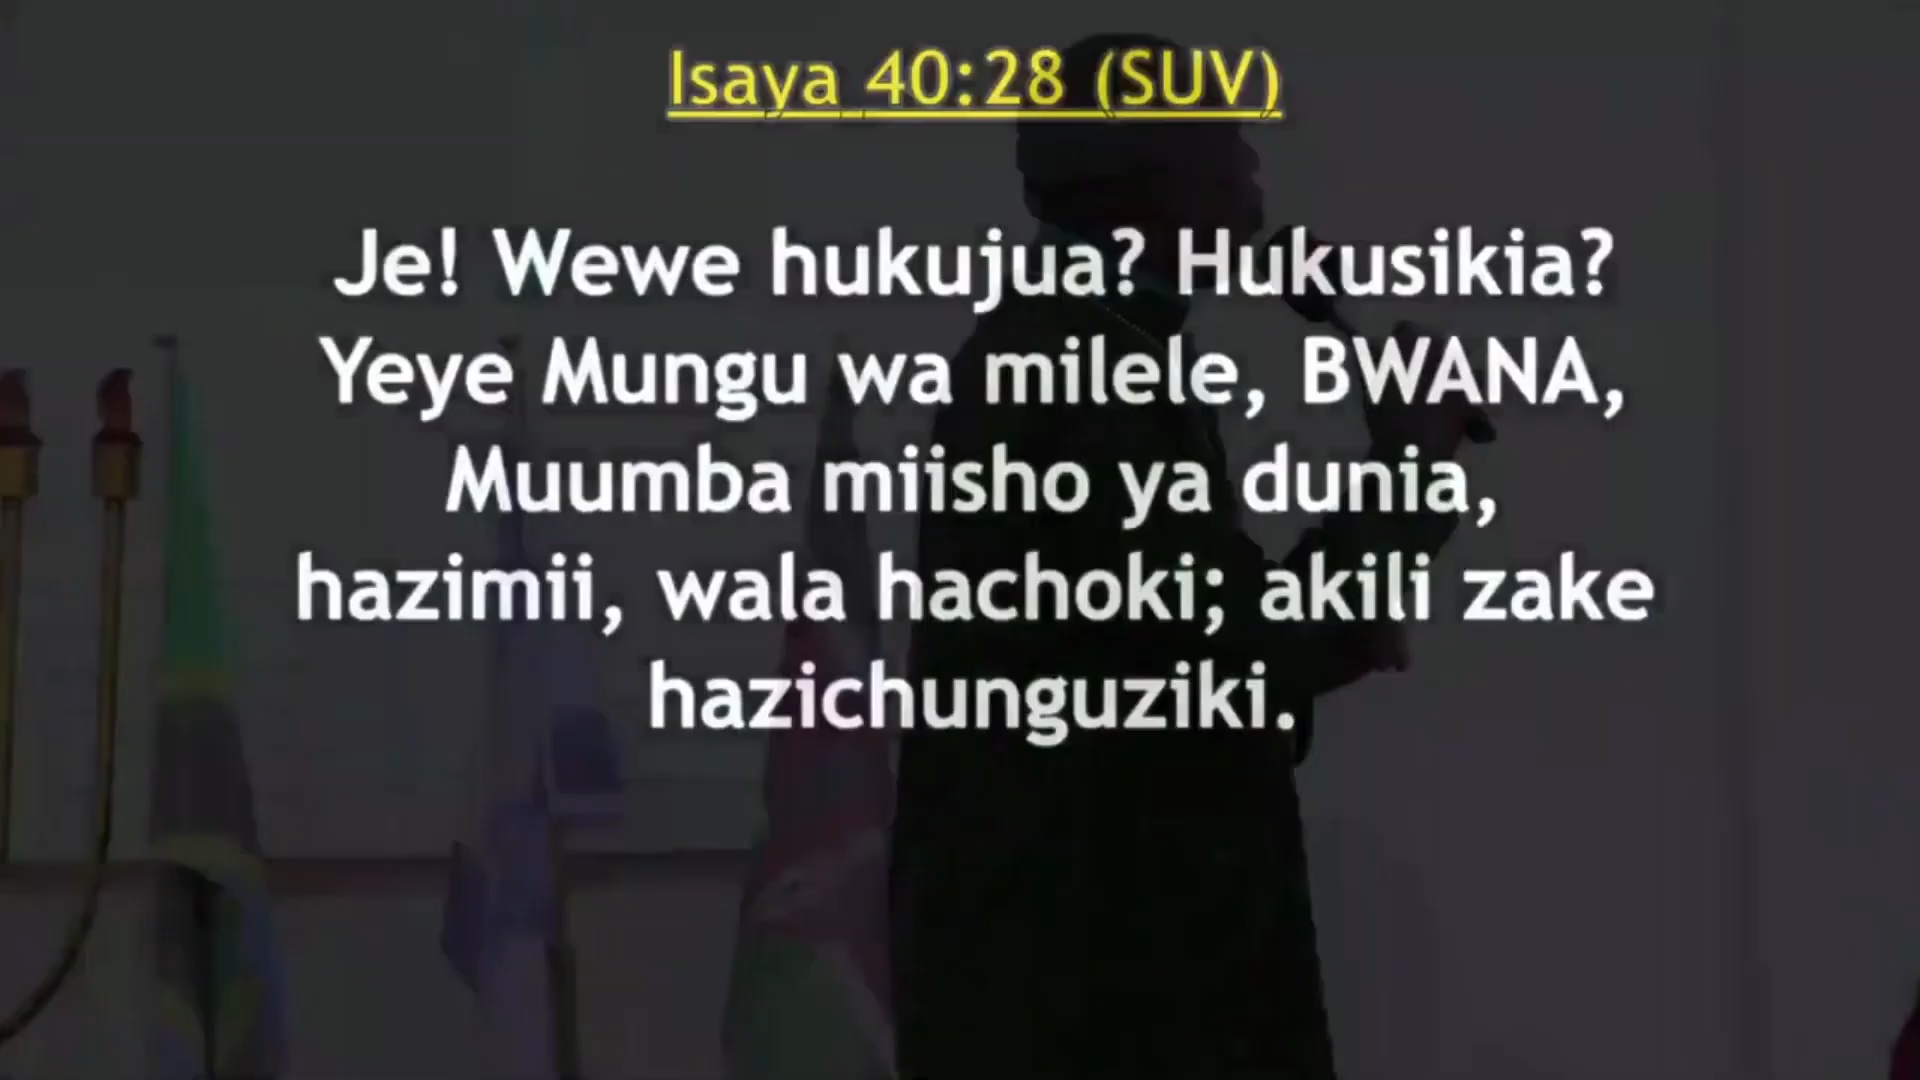 Isaya 40:28 (SUV)
Je! Wewe hukujua? Hukusikia?
Yeye Mungu wa milele, BWANA,
Muumba miisho ya dunia,
hazimii, wala hachoki; akili zake
hazichunguziki.